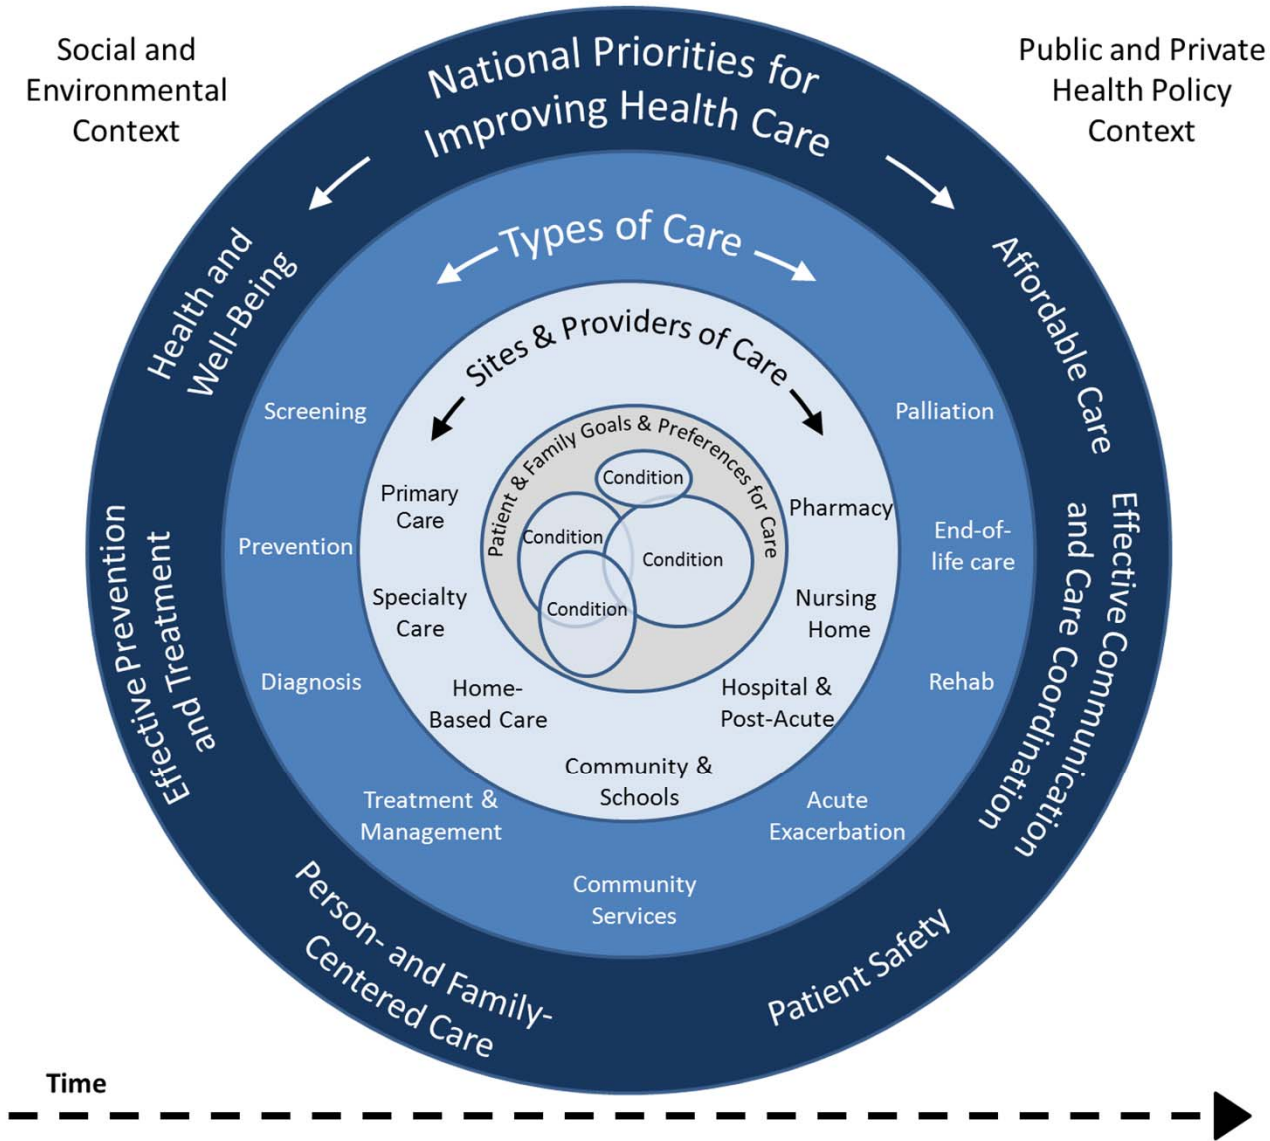 Social and
Environmental
Context
Public and Private
Health Policy
Context
National Priorities for
Improving Health Care
Health and
Well-Being
Affordable Care
Effective Prevention
and Treatment
Effective Communication
and Care Coordination
Person- and Family-
Centered Care
Patient Safety
Types of Care
Screening
Palliation
Prevention
End-of-
life care
Diagnosis
Rehab
Treatment &
Management
Acute
Exacerbation
Community
Services
Sites & Providers of Care
Primary
Care
Pharmacy
Specialty
Care
Nursing
Home
Home-
Based Care
Hospital &
Post-Acute
Community &
Schools
Patient & Family Goals & Preferences for Care
Condition
Condition
Condition
Condition
Time